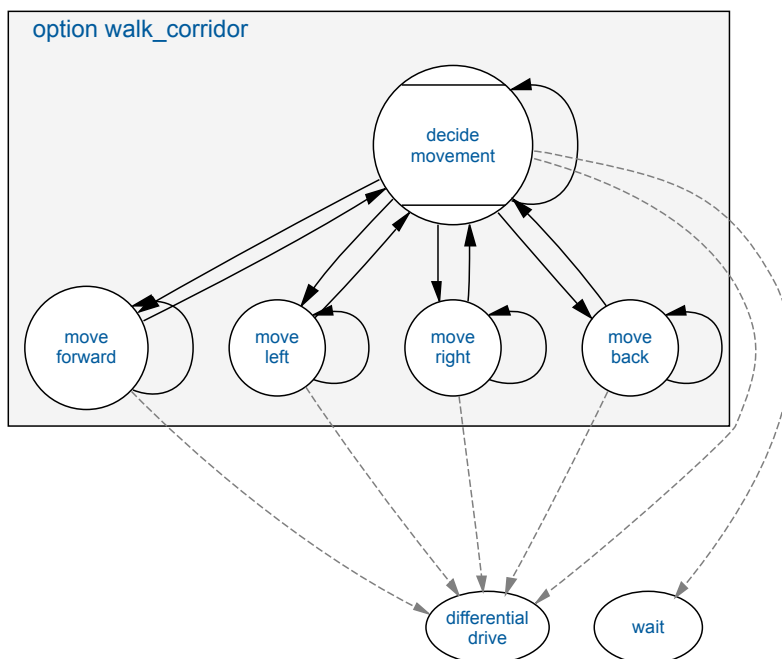 option walk_corridor
decide
movement
move
forward
move
left
move
right
move
back
differential
drive
wait